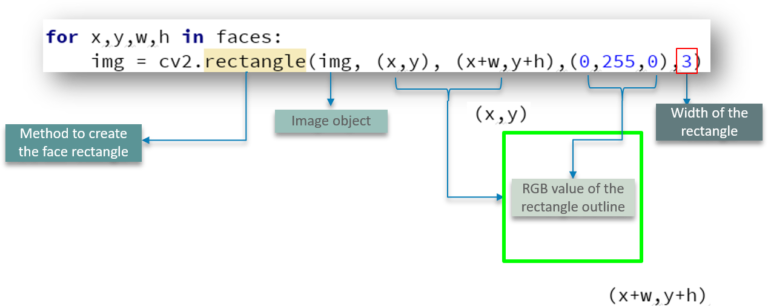 for x,y,w,h in faces:
img = cv2.rectangle(img, (x,y), (x+w,y+h),(0,255,0),3)
Image object
(x,y)
Width of the
rectangle
Method to create
the face rectangle
RGB value of the
rectangle outline
(x+w,y+h)